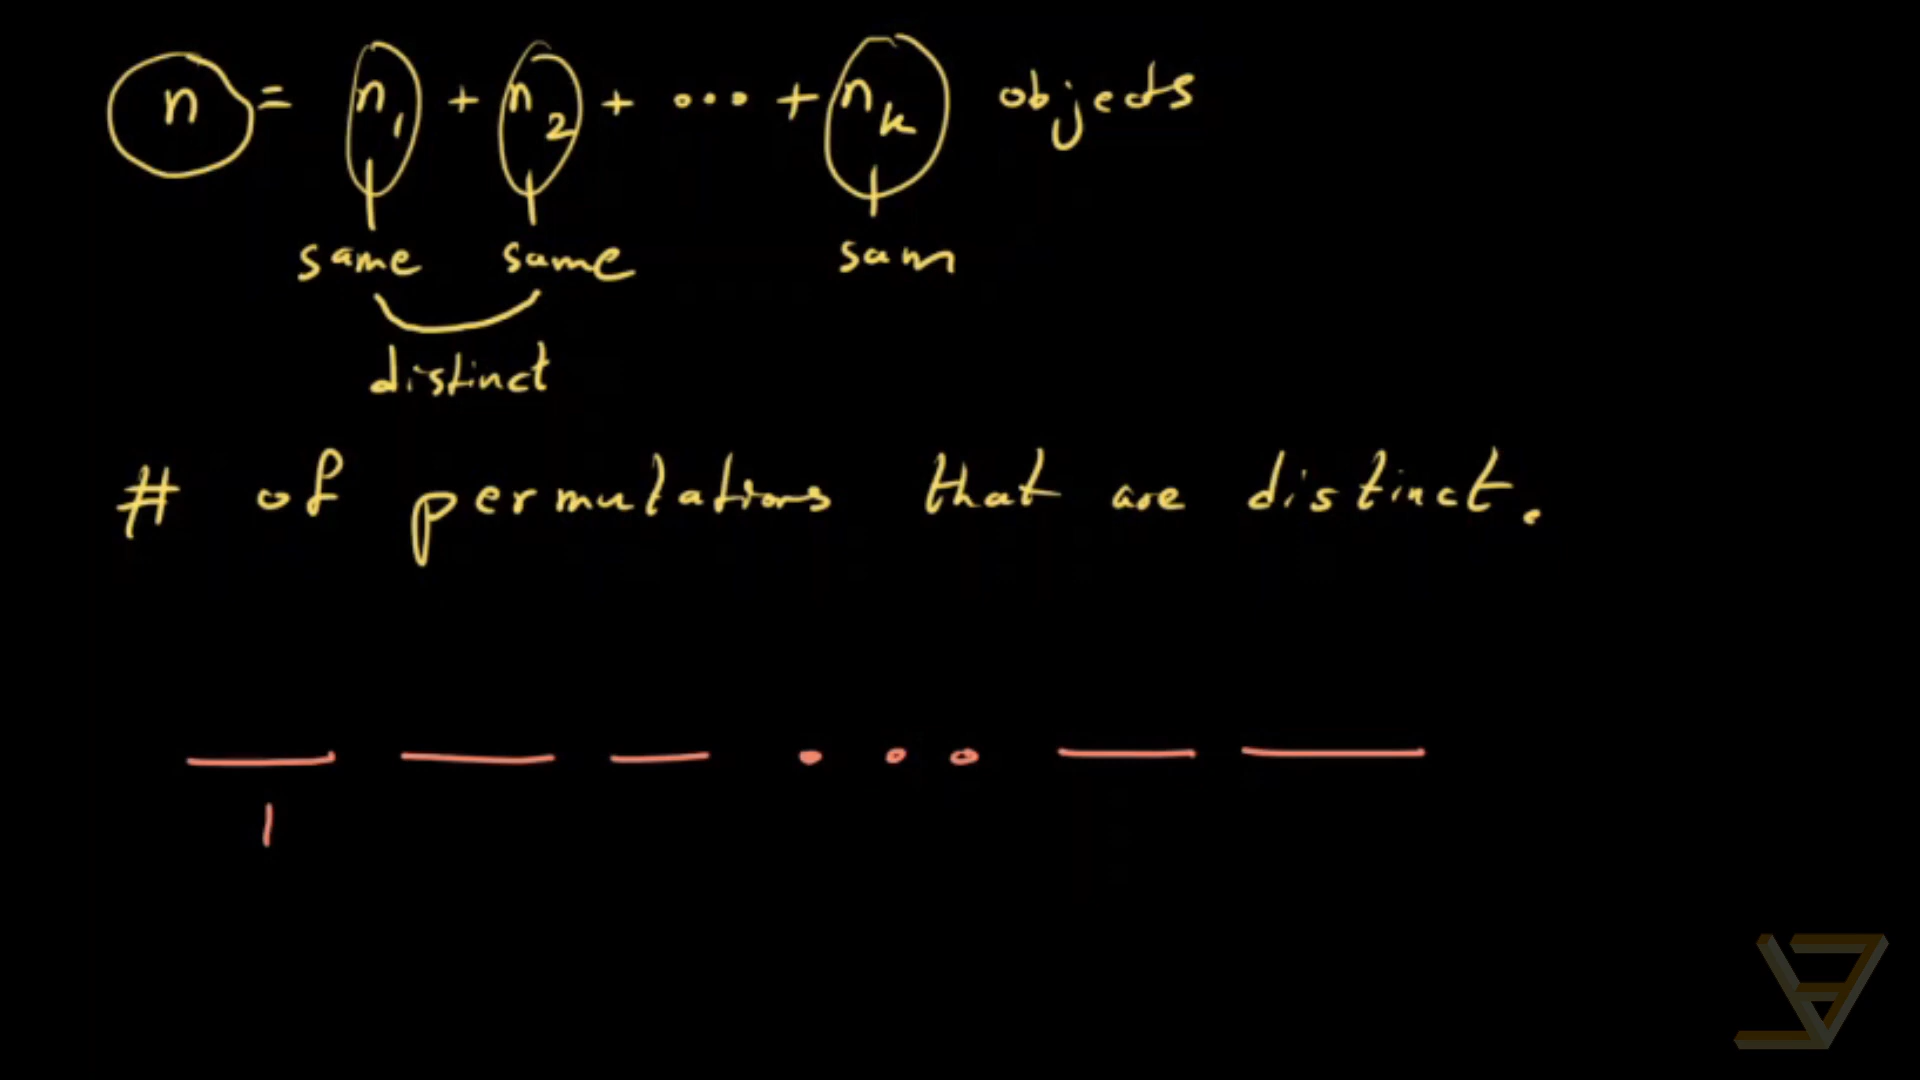 n = n₁ + n₂ + ... + nₖ objects
same same sam
distinct
# of permutations that are distinct.
1